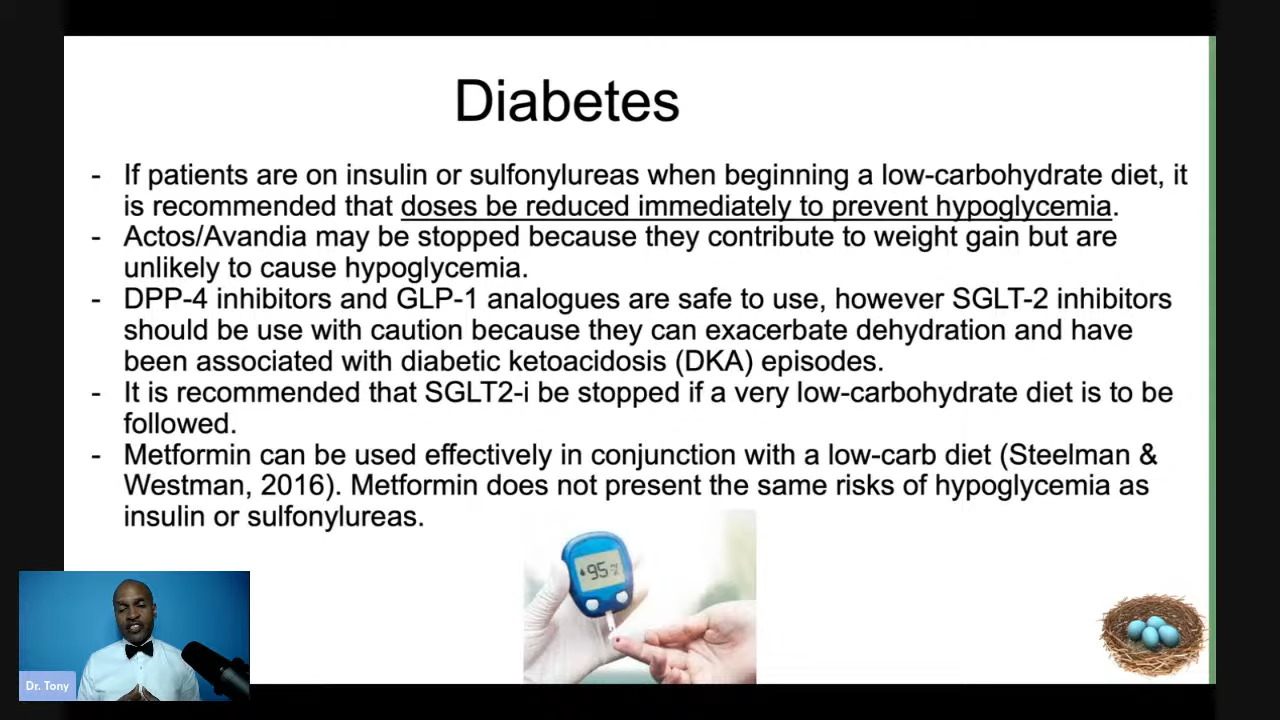 Diabetes
- If patients are on insulin or sulfonylureas when beginning a low-carbohydrate diet, it
is recommended that doses be reduced immediately to prevent hypoglycemia.
- Actos/Avandia may be stopped because they contribute to weight gain but are
unlikely to cause hypoglycemia.
- DPP-4 inhibitors and GLP-1 analogues are safe to use, however SGLT-2 inhibitors
should be use with caution because they can exacerbate dehydration and have
been associated with diabetic ketoacidosis (DKA) episodes.
- It is recommended that SGLT2-i be stopped if a very low-carbohydrate diet is to be
followed.
- Metformin can be used effectively in conjunction with a low-carb diet (Steelman &
Westman, 2016). Metformin does not present the same risks of hypoglycemia as
insulin or sulfonylureas.
95
Dr. Tony